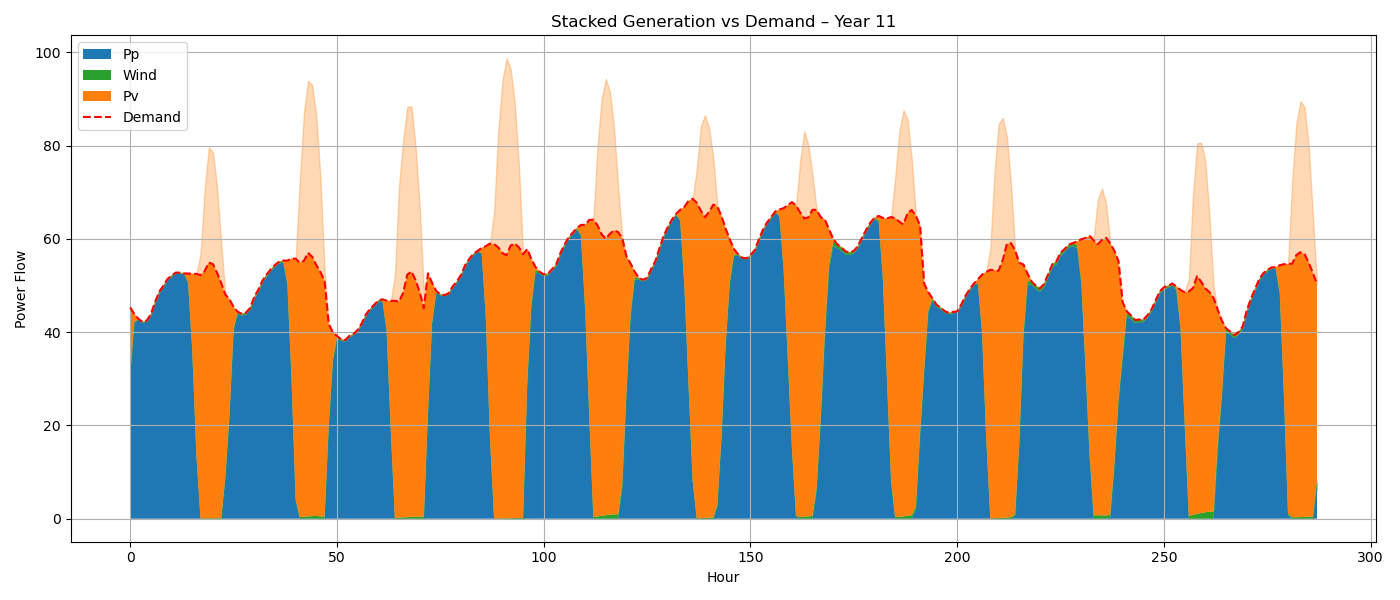 Stacked Generation vs Demand – Year 11
Pp
Wind
Pv
Demand
100
80
60
40
20
0
Power Flow
0 50 100 150 200 250 300
Hour